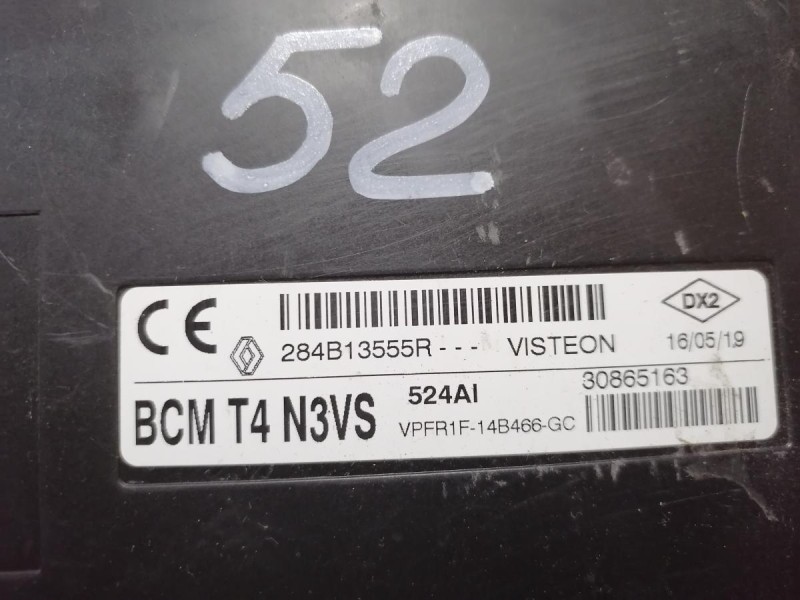 52
CE
DX2
284B13555R - - - VISTEON 16/05/19
BCM T4 N3VS 524AI 30865163
VPFR1F-14B466-GC